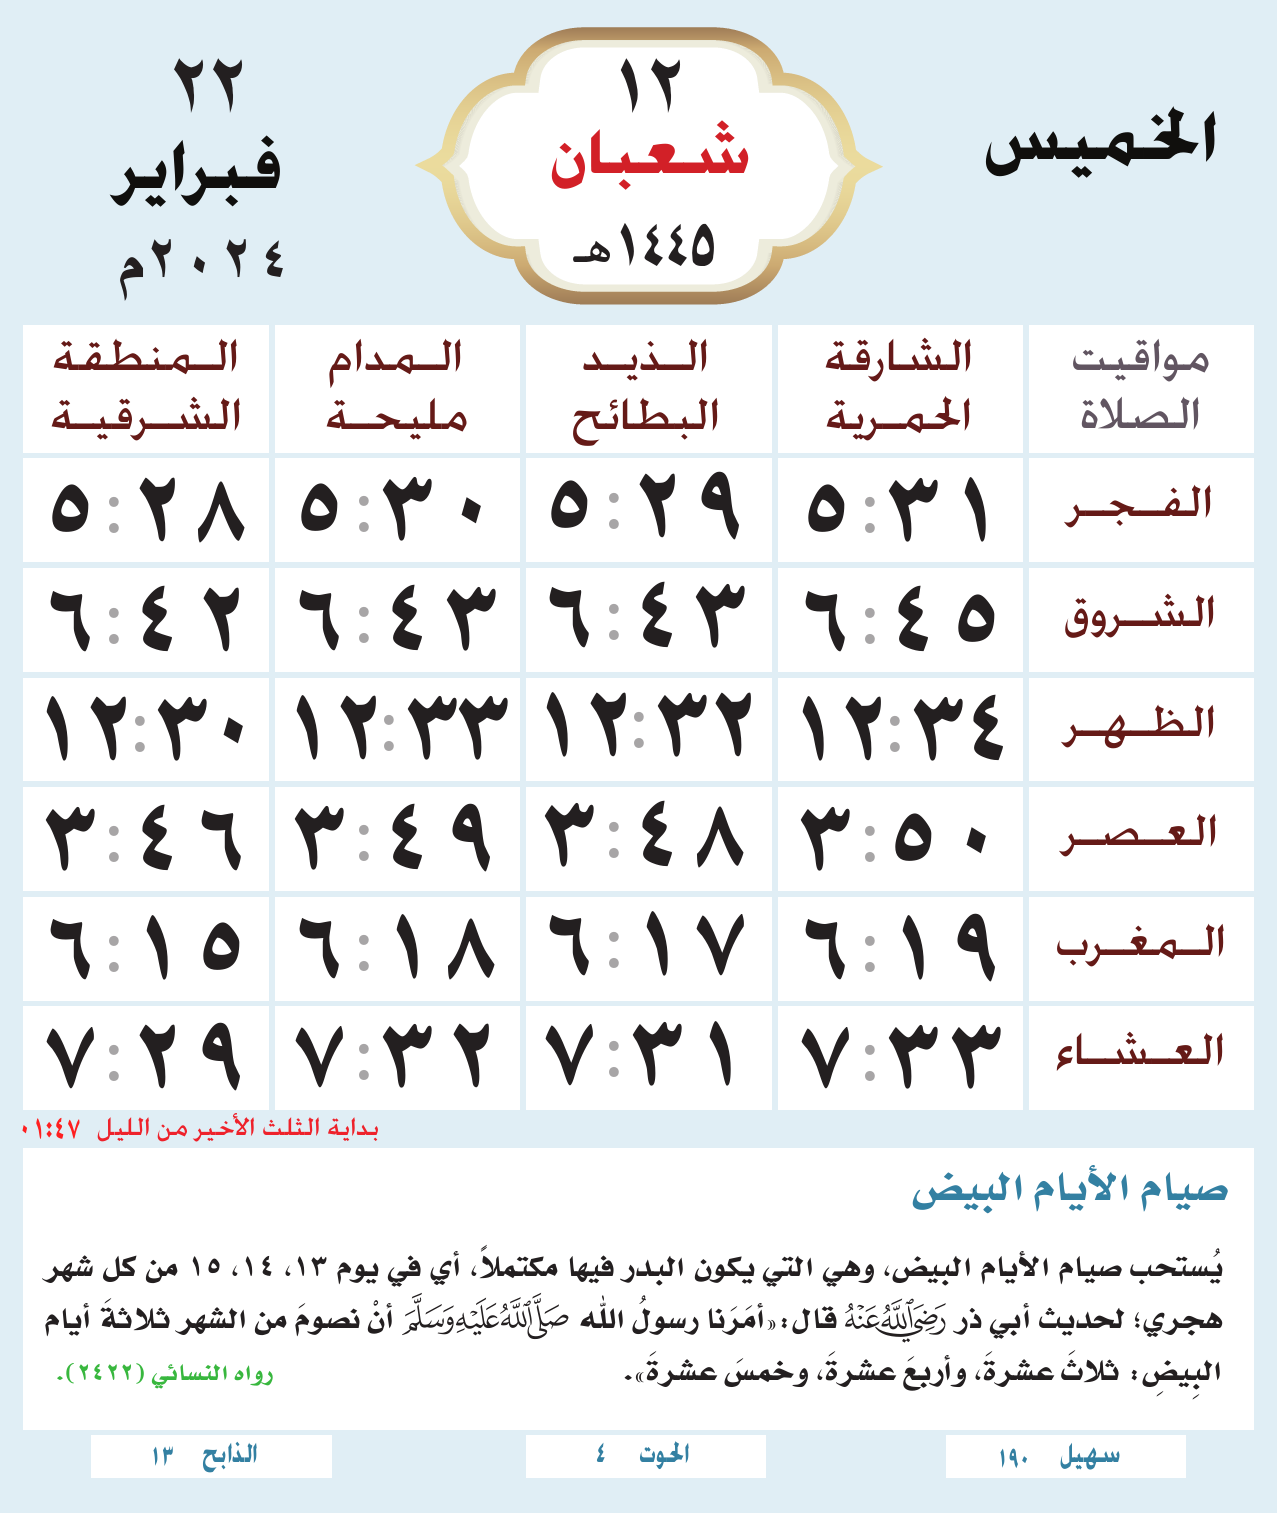 الخميس
١٢
شعبان
١٤٤٥هـ
٢٢
فبراير
٢٠٢٤م
مواقيت الصلاة
الشارقة الحمرية
الذيد البطائح
المدام مليحة
المنطقة الشرقية
الفجر ٥:٣١ ٥:٢٩ ٥:٣٠ ٥:٢٨
الشروق ٦:٤٥ ٦:٤٣ ٦:٤٣ ٦:٤٢
الظهر ١٢:٣٤ ١٢:٣٢ ١٢:٣٣ ١٢:٣٠
العصر ٣:٥٠ ٣:٤٨ ٣:٤٩ ٣:٤٦
المغرب ٦:١٩ ٦:١٧ ٦:١٨ ٦:١٥
العشاء ٧:٣٣ ٧:٣١ ٧:٣٢ ٧:٢٩
بداية الثلث الأخير من الليل ٠١:٤٧
صيام الأيام البيض
يُستحب صيام الأيام البيض، وهي التي يكون البدر فيها مكتملاً، أي في يوم ١٣، ١٤، ١٥ من كل شهر
هجري؛ لحديث أبي ذر رَضِيَ اللَّهُ عَنْهُ قال: «أمَرَنا رسولُ الله صَلَّى اللَّهُ عَلَيْهِ وَسَلَّمَ أنْ نصومَ من الشهر ثلاثةَ أيام
البِيضِ: ثلاثَ عشرةَ، وأربعَ عشرةَ، وخمسَ عشرةَ». رواه النسائي (٢٤٢٢).
سهيل ١٩٠
الحوت ٤
الذابح ١٣